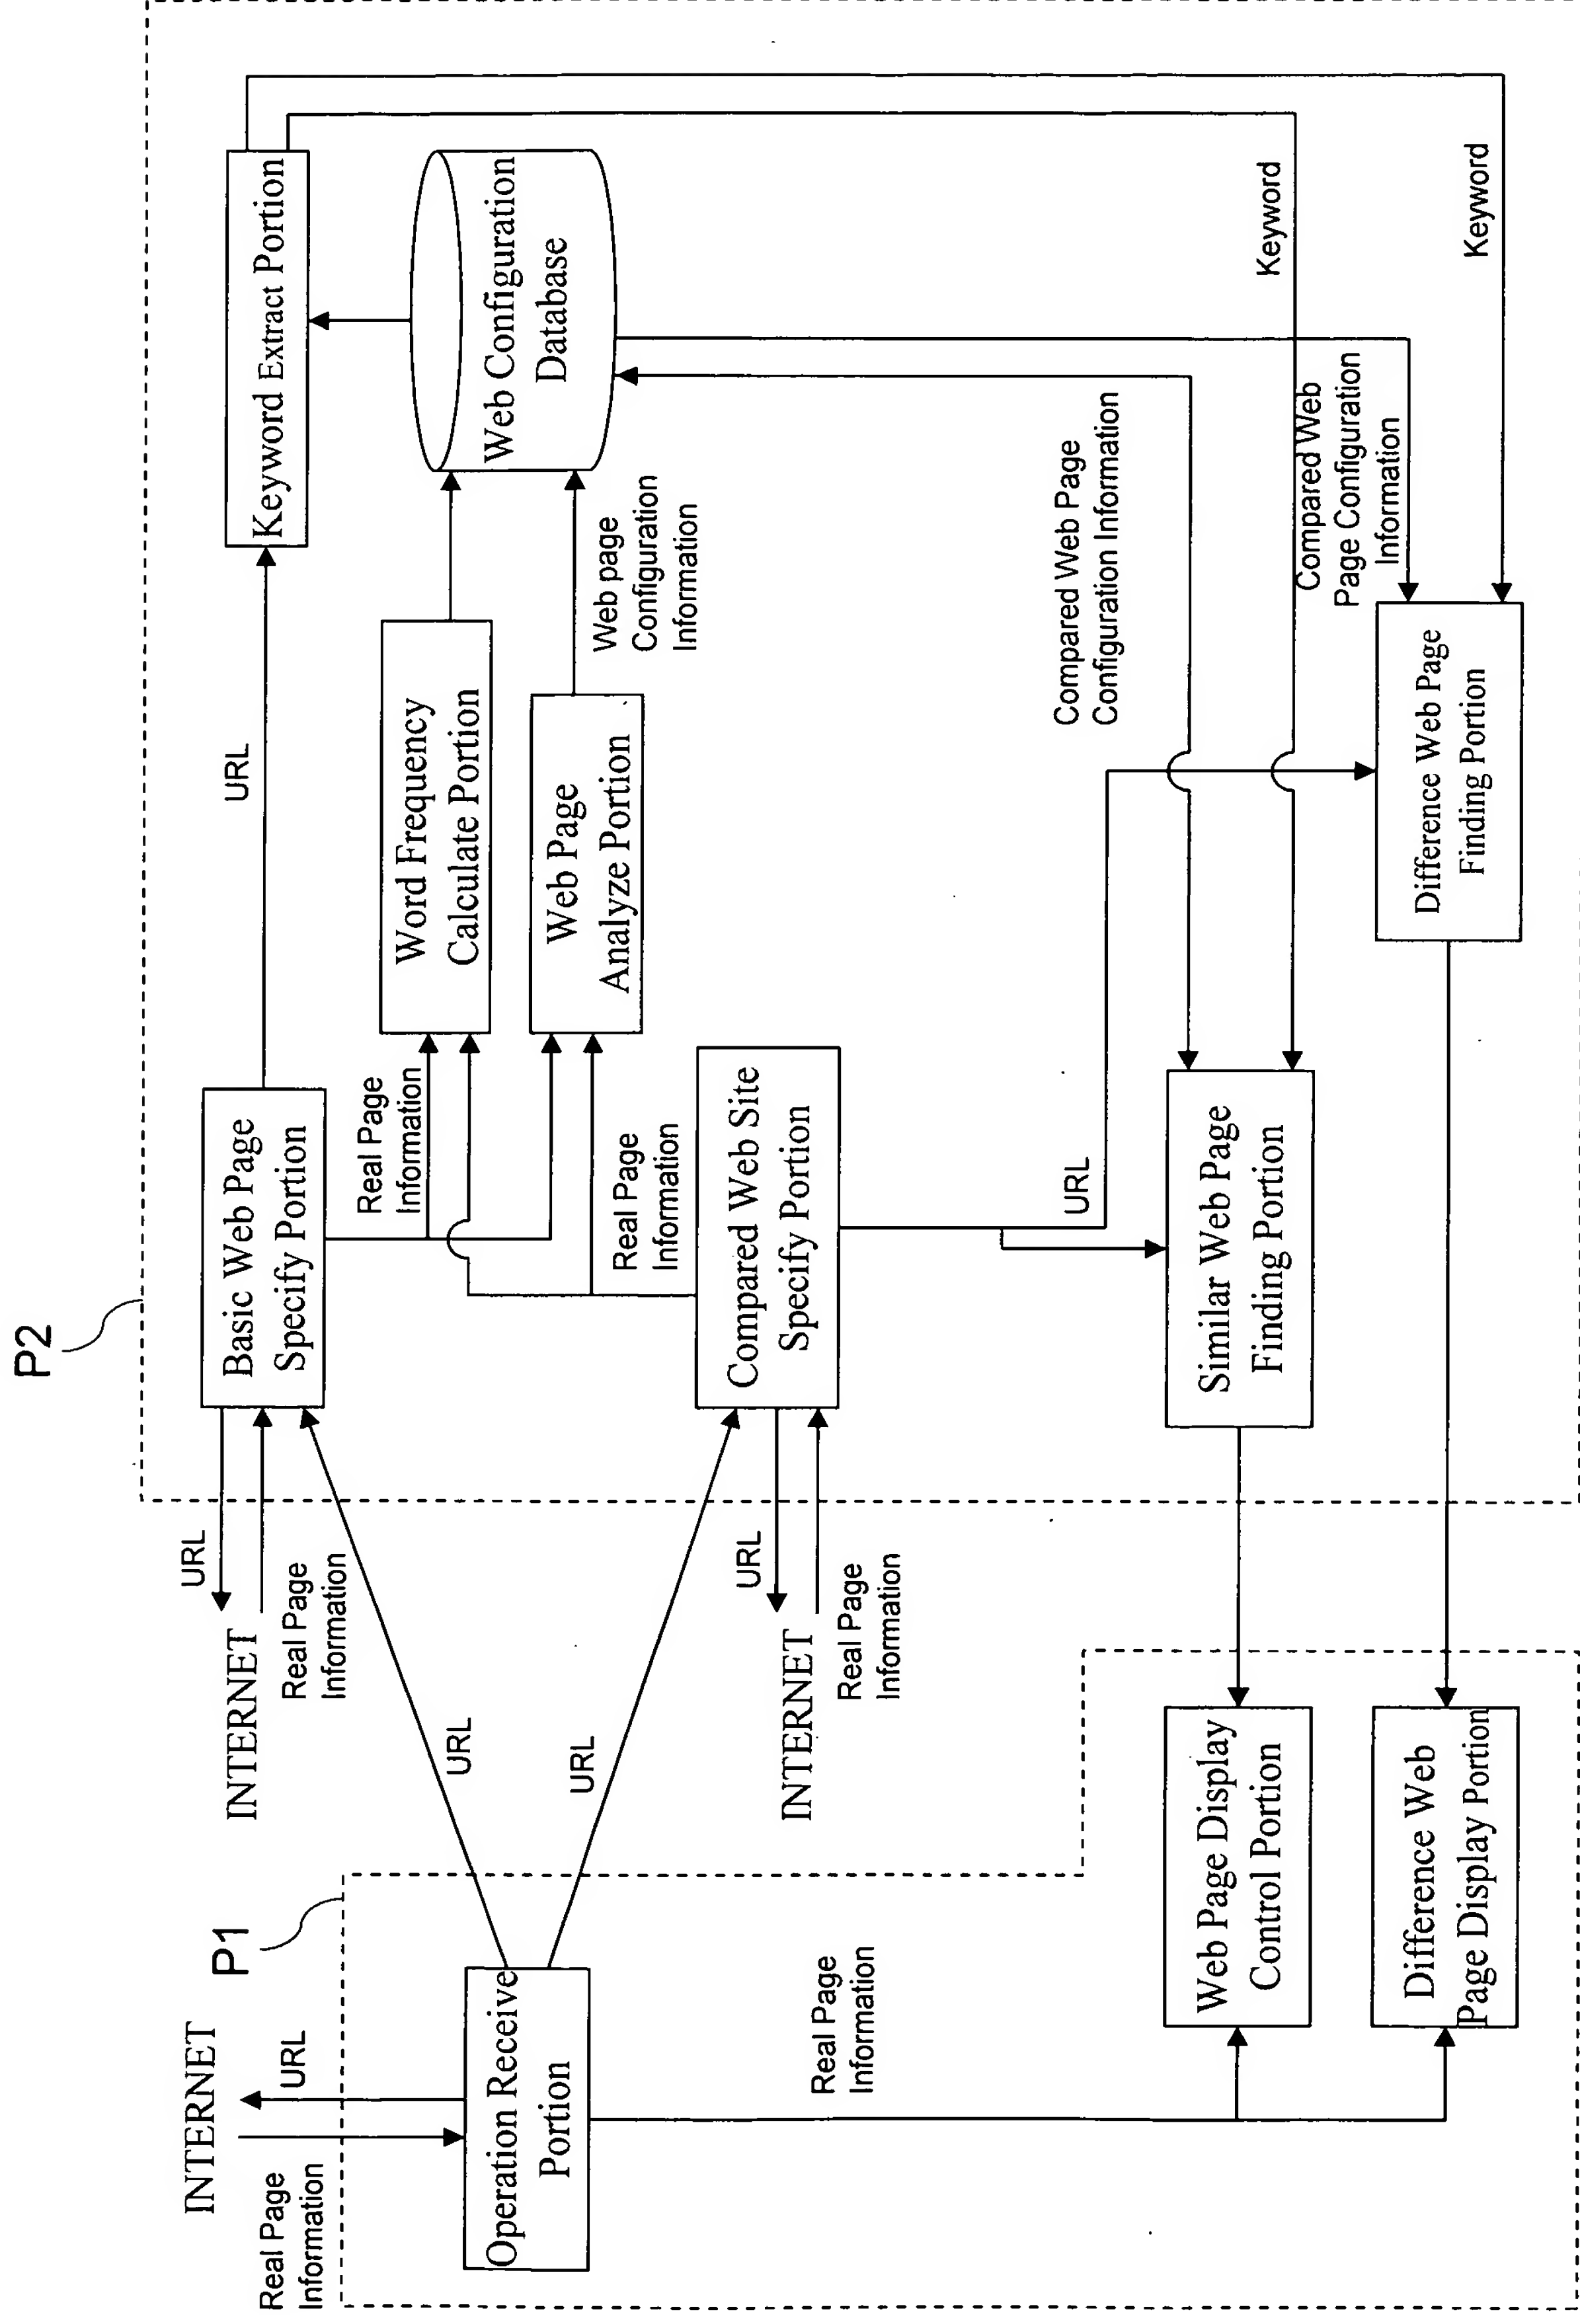 P2
P1
INTERNET
Real Page
Information
URL
Operation Receive
Portion
URL
URL
Real Page
Information
INTERNET
URL
Real Page
Information
Basic Web Page
Specify Portion
URL
Keyword Extract Portion
Real Page
Information
Word Frequency
Calculate Portion
Web Page
Analyze Portion
Web page
Configuration
Information
Web Configuration
Database
INTERNET
URL
Real Page
Information
Compared Web Site
Specify Portion
Real Page
Information
URL
Compared Web Page
Configuration Information
Keyword
Compared Web
Page Configuration
Information
Keyword
Web Page Display
Control Portion
Similar Web Page
Finding Portion
Difference Web
Page Display Portion
Difference Web Page
Finding Portion